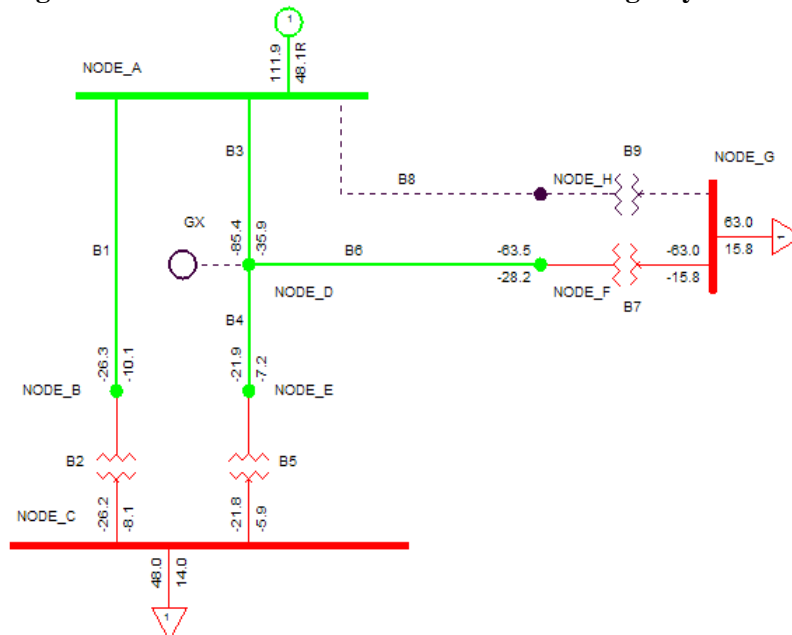 1
111.9
48.1R
NODE_A
B3
B9
NODE_G
B8
NODE_H
GX
-85.4
-35.9
B6
-63.5
-28.2
-63.0
-15.8
63.0
15.8
1
B1
NODE_D
NODE_F
B7
B4
-26.3
-10.1
-21.9
-7.2
NODE_B
NODE_E
B2
B5
NODE_C
-26.2
-8.1
-21.8
-5.9
48.0
14.0
1